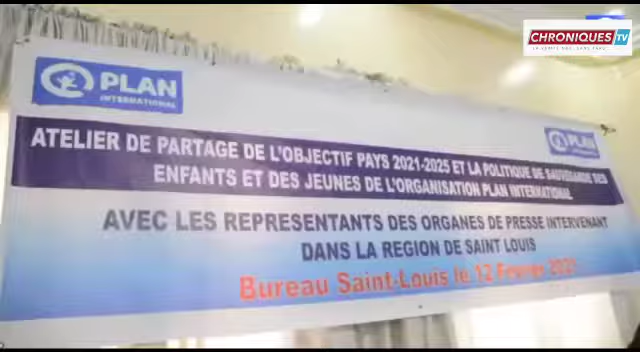 CHRONIQUES TV
PLAN
INTERNATIONAL
PLAN
ATELIER DE PARTAGE DE L'OBJECTIF PAYS 2021-2025 ET LA POLITIQUE DE SAUVEGARDE DES
ENFANTS ET DES JEUNES DE L'ORGANISATION PLAN INTERNATIONAL
AVEC LES REPRESENTANTS DES ORGANES DE PRESSE INTERVENANT
DANS LA REGION DE SAINT LOUIS
Bureau Saint-Louis le 12 Février 2021